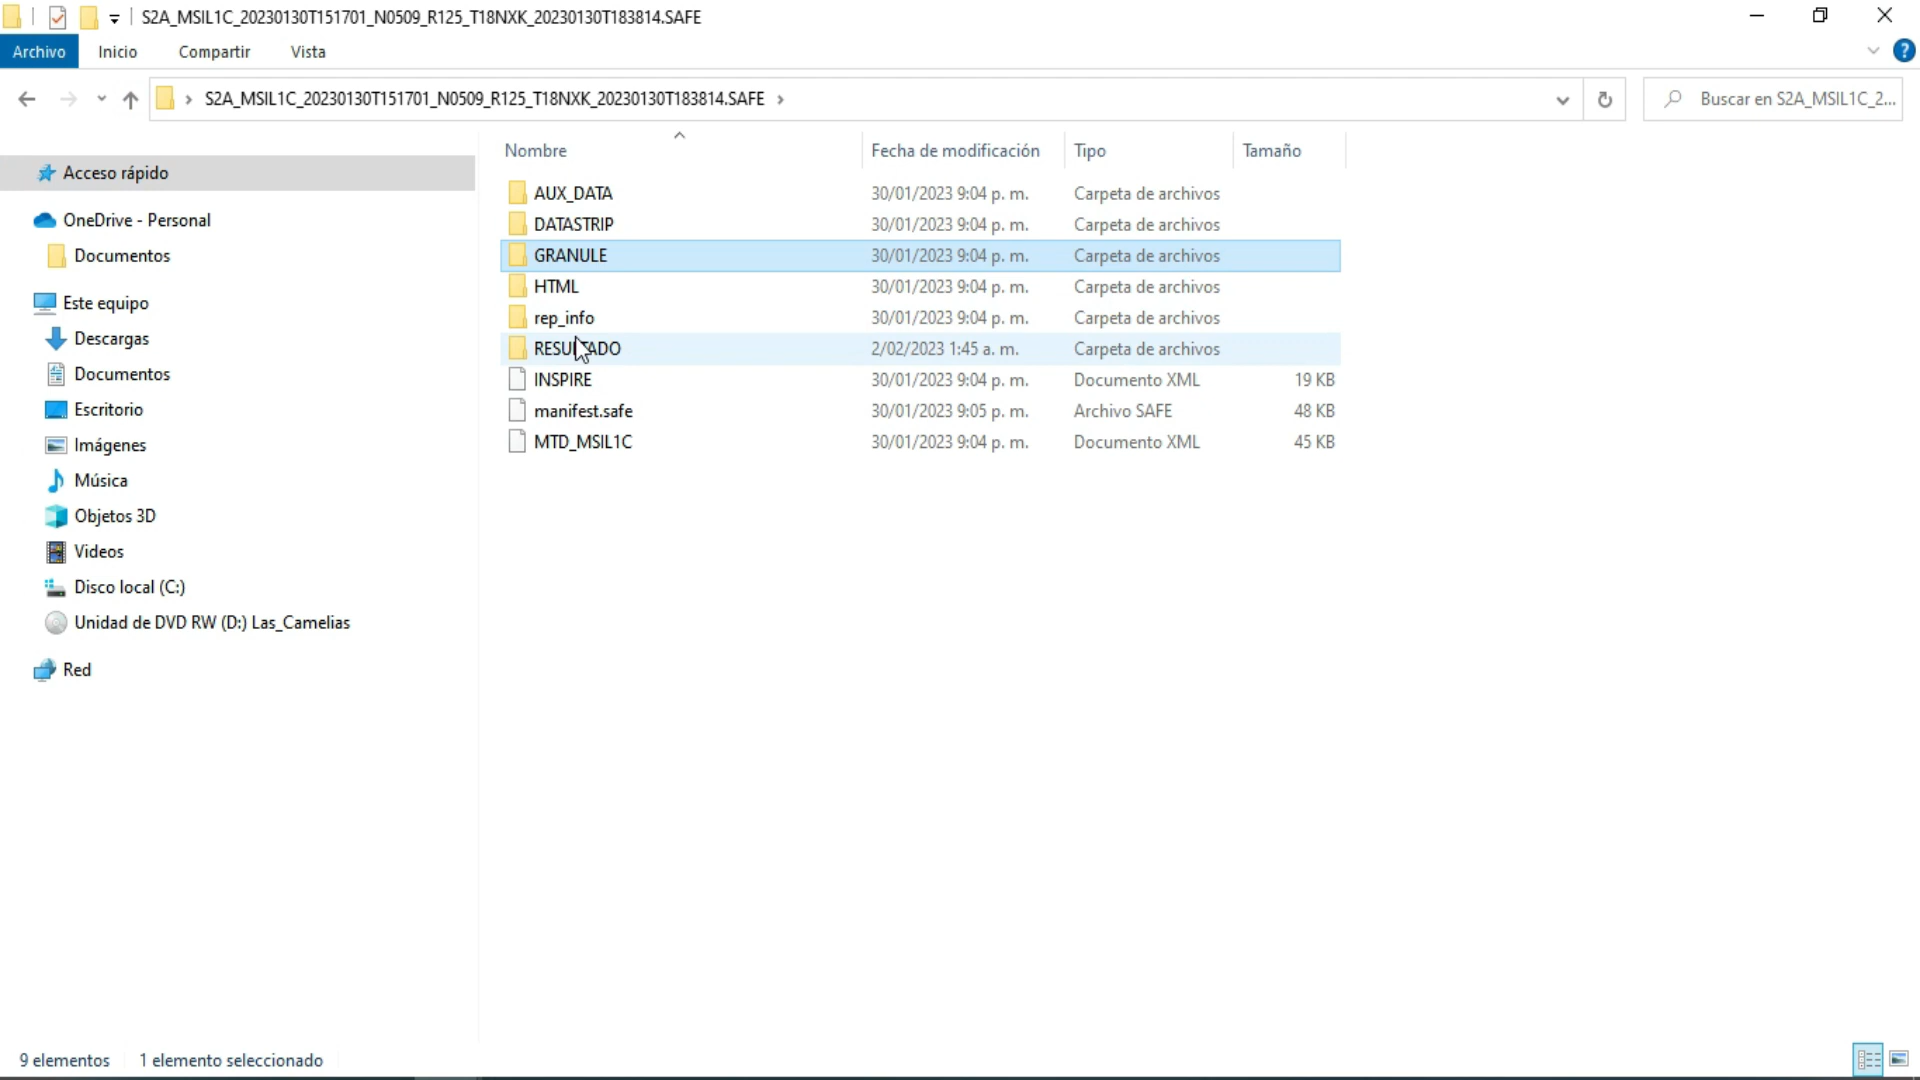 S2A_MSIL1C_20230130T151701_N0509_R125_T18NXK_20230130T183814.SAFE
Archivo Inicio Compartir Vista
S2A_MSIL1C_20230130T151701_N0509_R125_T18NXK_20230130T183814.SAFE
Buscar en S2A_MSIL1C_2...
Nombre Fecha de modificación Tipo Tamaño
Acceso rápido
OneDrive - Personal
Documentos
Este equipo
Descargas
Documentos
Escritorio
Imágenes
Música
Objetos 3D
Videos
Disco local (C:)
Unidad de DVD RW (D:) Las_Camelias
Red
AUX_DATA 30/01/2023 9:04 p. m. Carpeta de archivos
DATASTRIP 30/01/2023 9:04 p. m. Carpeta de archivos
GRANULE 30/01/2023 9:04 p. m. Carpeta de archivos
HTML 30/01/2023 9:04 p. m. Carpeta de archivos
rep_info 30/01/2023 9:04 p. m. Carpeta de archivos
RESULTADO 2/02/2023 1:45 a. m. Carpeta de archivos
INSPIRE 30/01/2023 9:04 p. m. Documento XML 19 KB
manifest.safe 30/01/2023 9:05 p. m. Archivo SAFE 48 KB
MTD_MSIL1C 30/01/2023 9:04 p. m. Documento XML 45 KB
9 elementos 1 elemento seleccionado